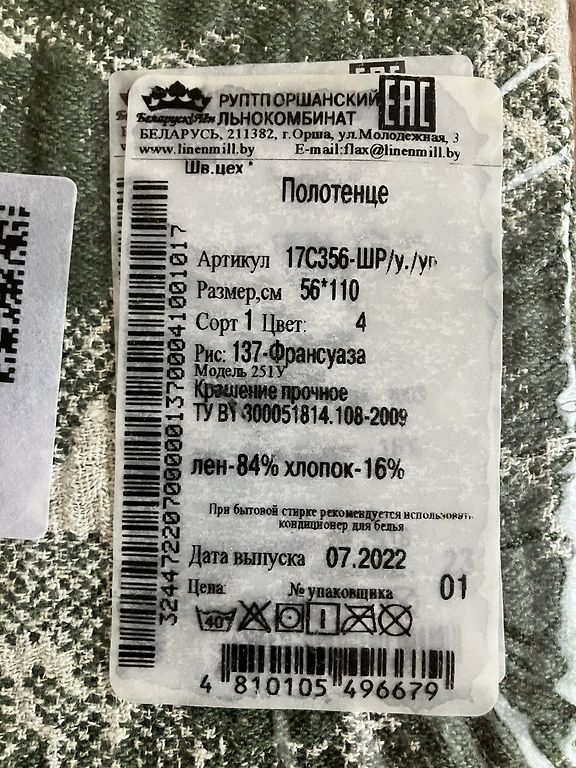 Беларускі лён
РУПТП ОРШАНСКИЙ
ЛЬНОКОМБИНАТ
EAC
БЕЛАРУСЬ, 211382, г.Орша, ул.Молодежная, 3
www.linenmill.by E-mail:flax@linenmill.by
Шв.цех *
Полотенце
Артикул 17С356-ШР/у./уп
Размер,см 56*110
Сорт 1 Цвет: 4
Рис: 137-Франсуаза
Модель 251У
Крашение прочное
ТУ BY 300051814.108-2009
лен-84% хлопок-16%
При бытовой стирке рекомендуется использовать
кондиционер для белья
Дата выпуска 07.2022
Цена: № упаковщика 01
40
4 810105 496679